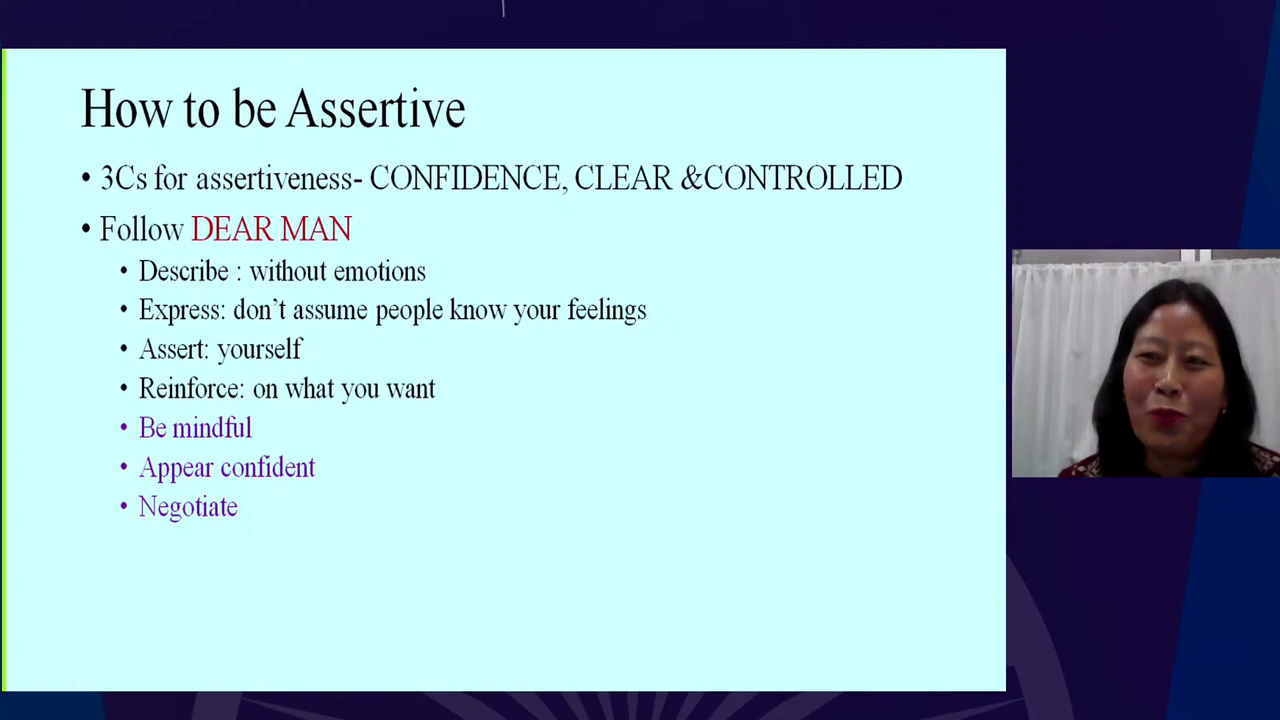 How to be Assertive
• 3Cs for assertiveness- CONFIDENCE, CLEAR &CONTROLLED
• Follow DEAR MAN
• Describe : without emotions
• Express: don’t assume people know your feelings
• Assert: yourself
• Reinforce: on what you want
• Be mindful
• Appear confident
• Negotiate